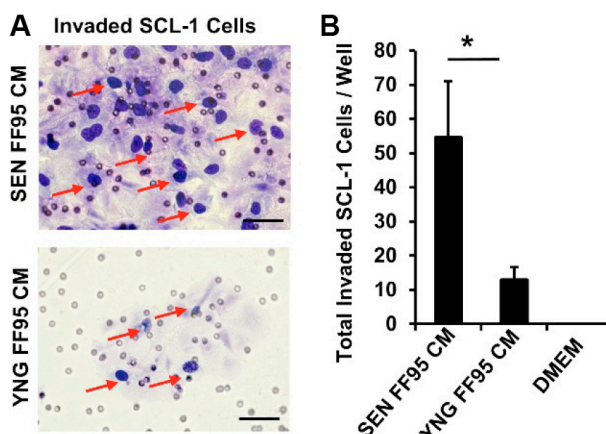 A
Invaded SCL-1 Cells
SEN FF95 CM
YNG FF95 CM
B
Total Invaded SCL-1 Cells / Well
80
70
60
50
40
30
20
10
0
*
SEN FF95 CM
YNG FF95 CM
DMEM